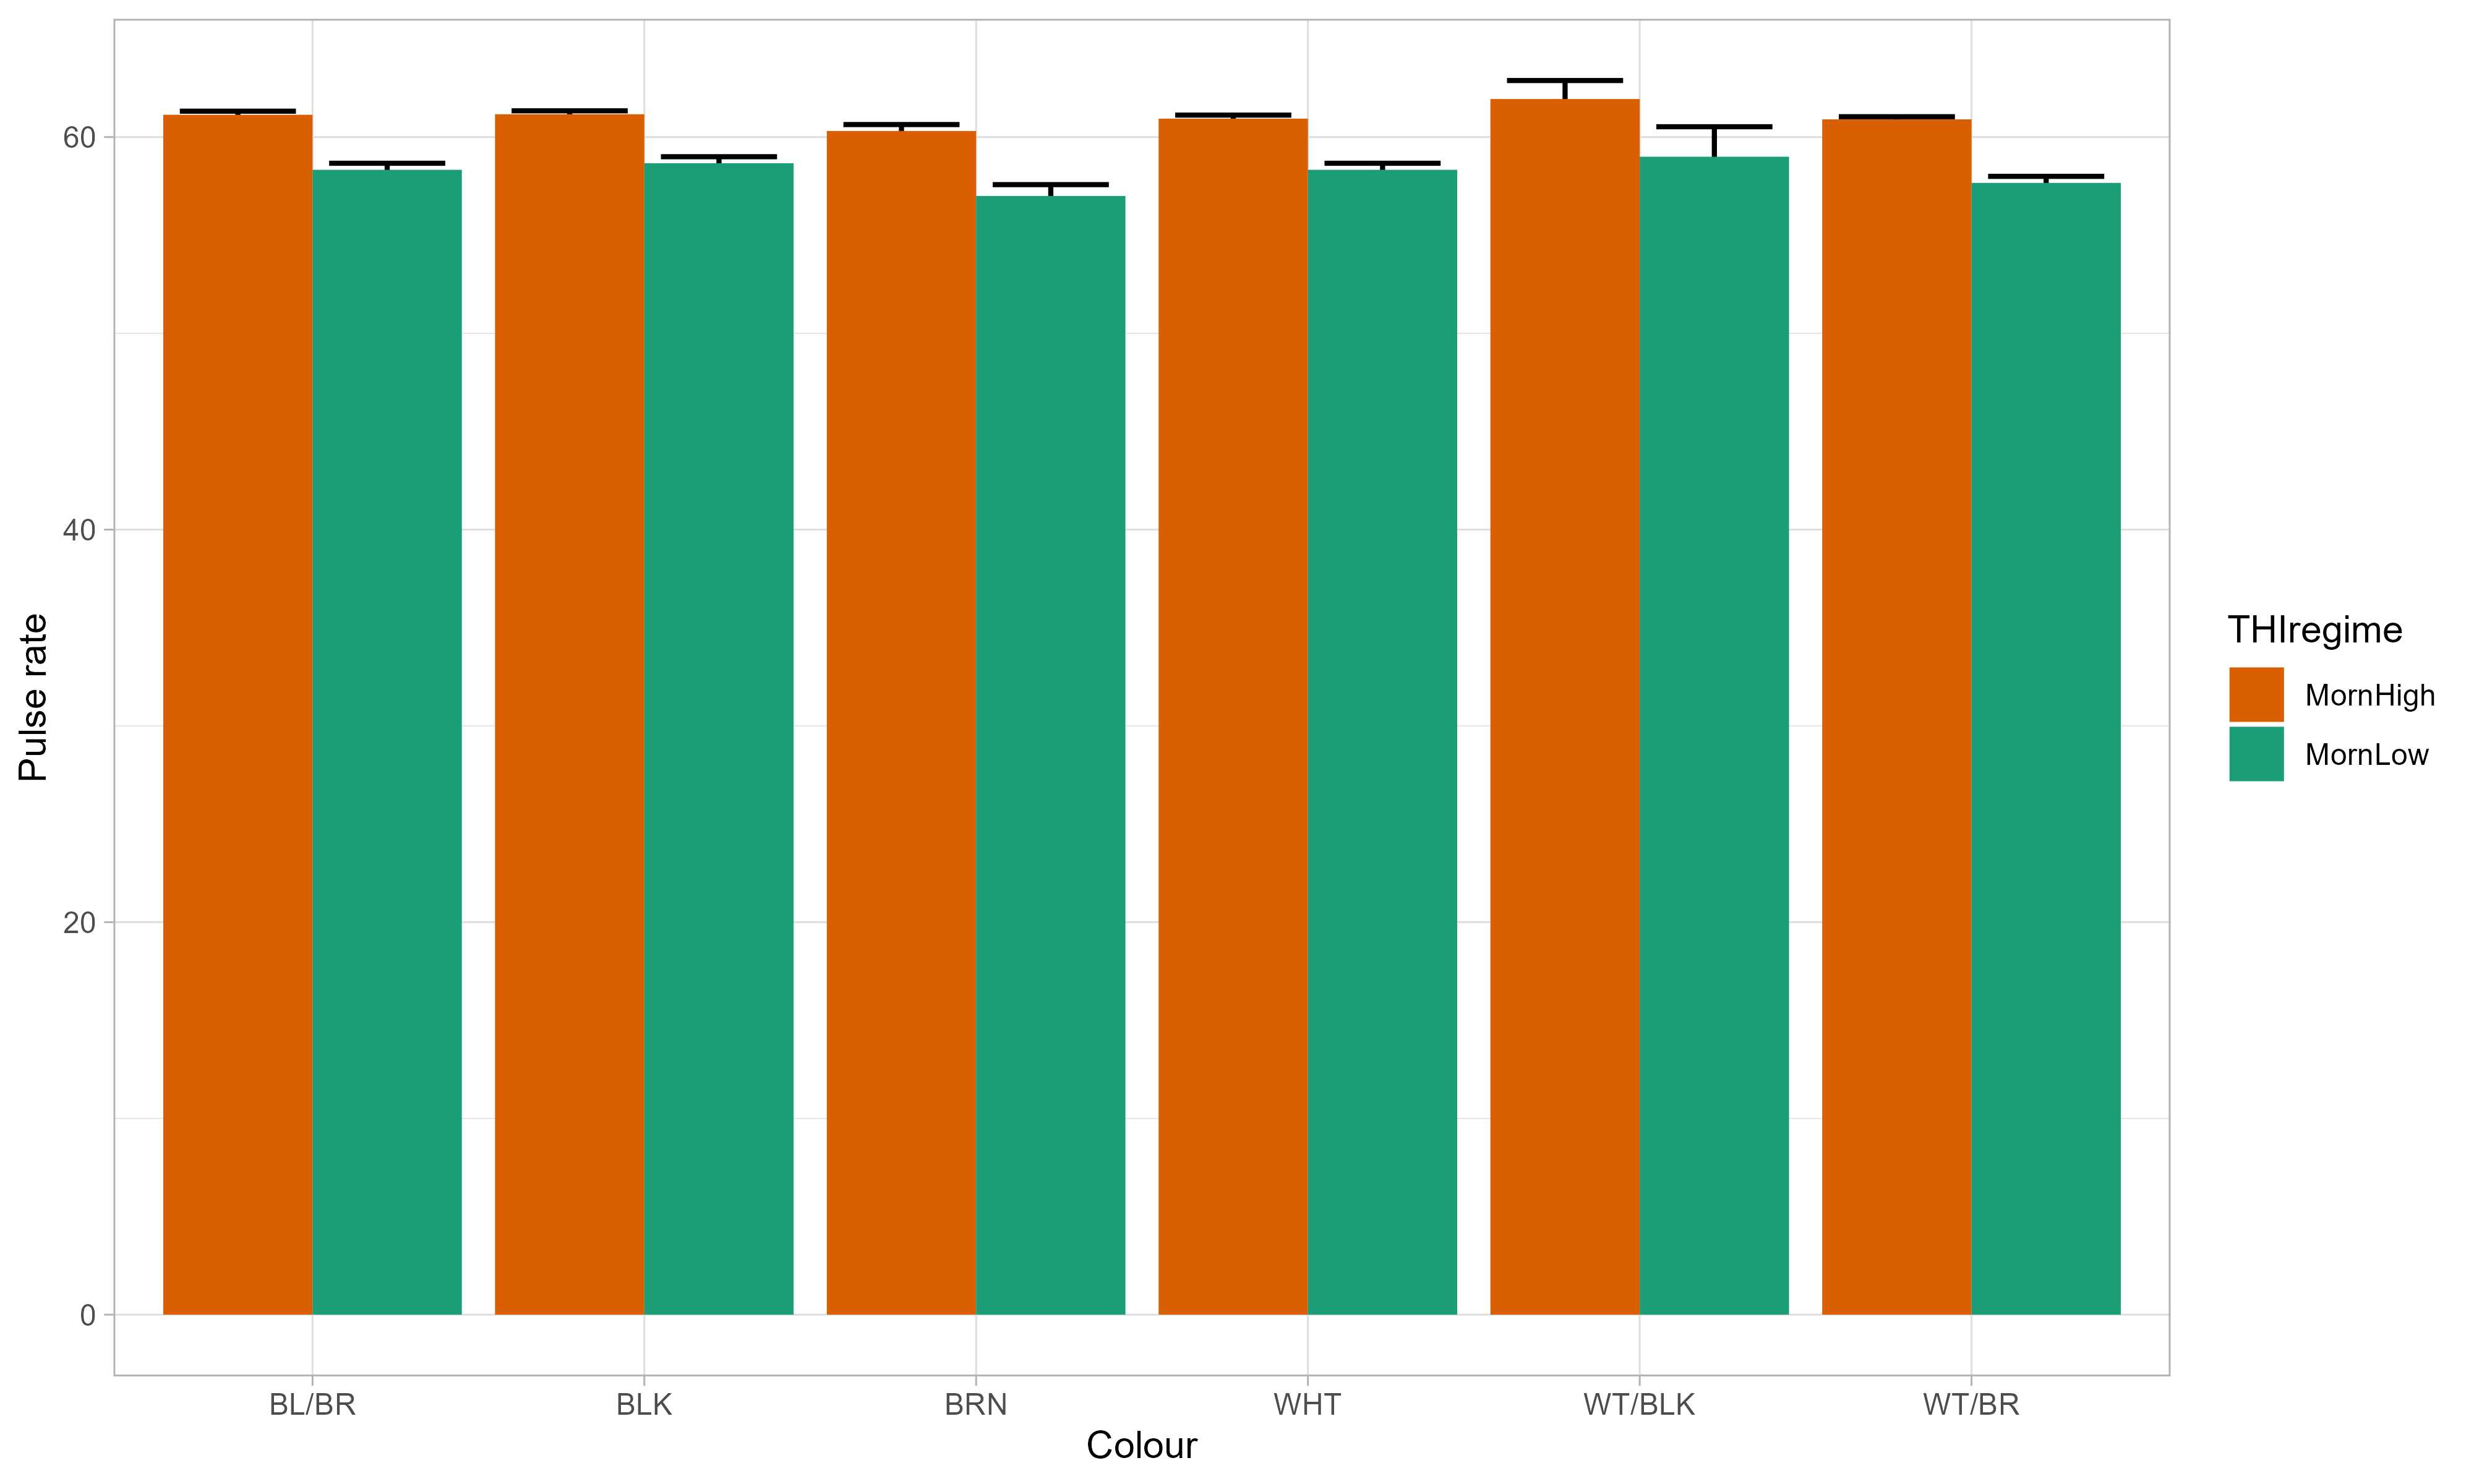 Pulse rate
60
40
20
0
BL/BR BLK BRN WHT WT/BLK WT/BR
Colour
THIregime
MornHigh
MornLow